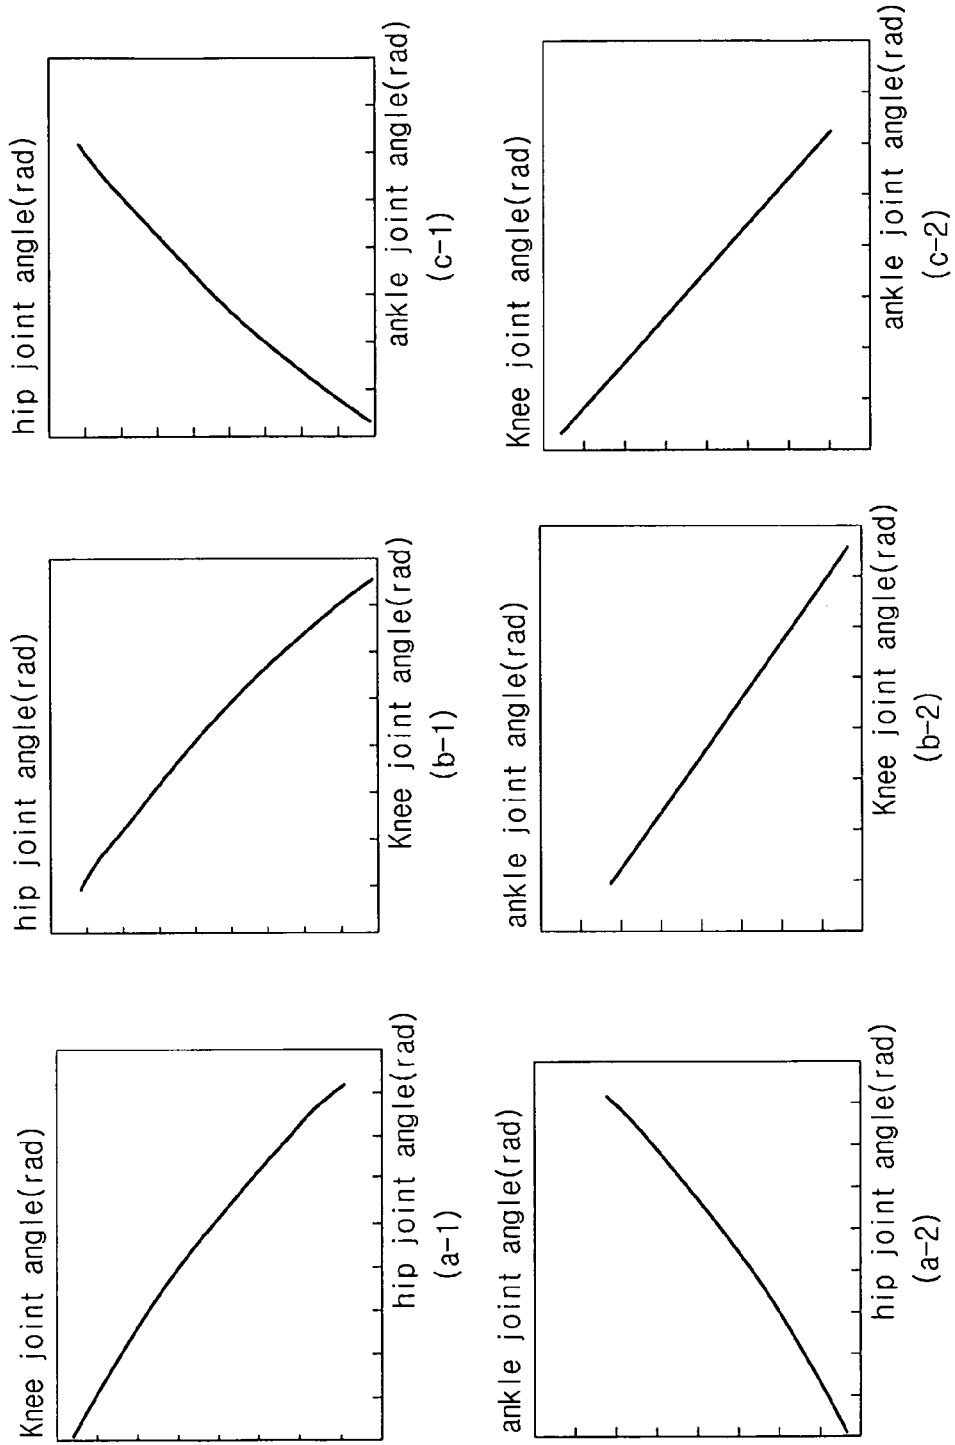 Knee joint angle(rad)
hip joint angle(rad)
(a-1)
hip joint angle(rad)
Knee joint angle(rad)
(b-1)
hip joint angle(rad)
ankle joint angle(rad)
(c-1)
ankle joint angle(rad)
hip joint angle(rad)
(a-2)
ankle joint angle(rad)
Knee joint angle(rad)
(b-2)
Knee joint angle(rad)
ankle joint angle(rad)
(c-2)